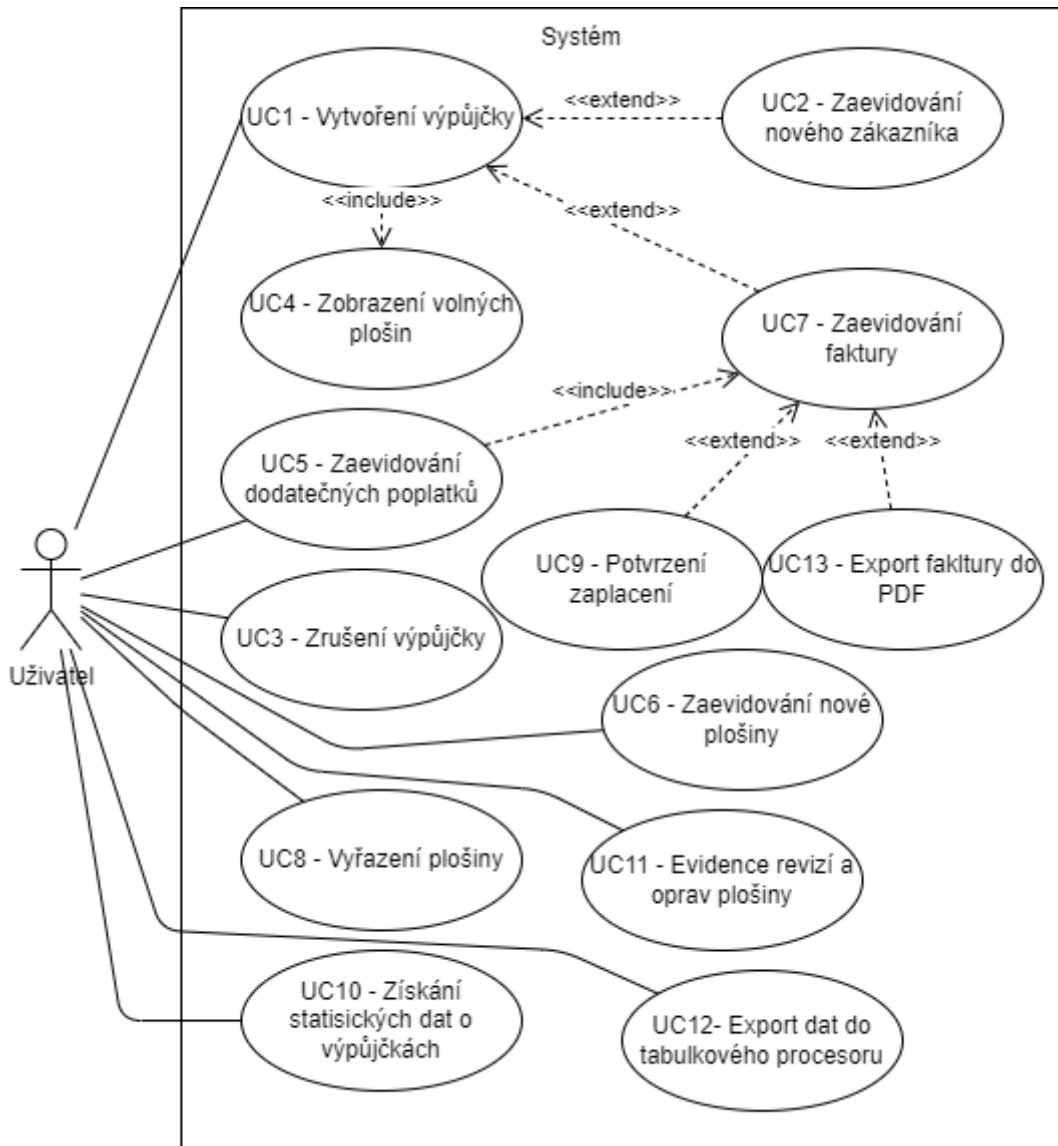 Systém
UC1 - Vytvoření výpůjčky
<<extend>>
UC2 - Zaevidování
nového zákazníka
<<include>>
<<extend>>
UC4 - Zobrazení volných
plošin
UC7 - Zaevidování
faktury
<<include>>
UC5 - Zaevidování
dodatečných poplatků
<<extend>>
<<extend>>
UC9 - Potvrzení
zaplacení
UC13 - Export fakltury do
PDF
UC3 - Zrušení výpůjčky
Uživatel
UC6 - Zaevidování nové
plošiny
UC8 - Vyřazení plošiny
UC11 - Evidence revizí a
oprav plošiny
UC10 - Získání
statisických dat o
výpůjčkách
UC12- Export dat do
tabulkového procesoru